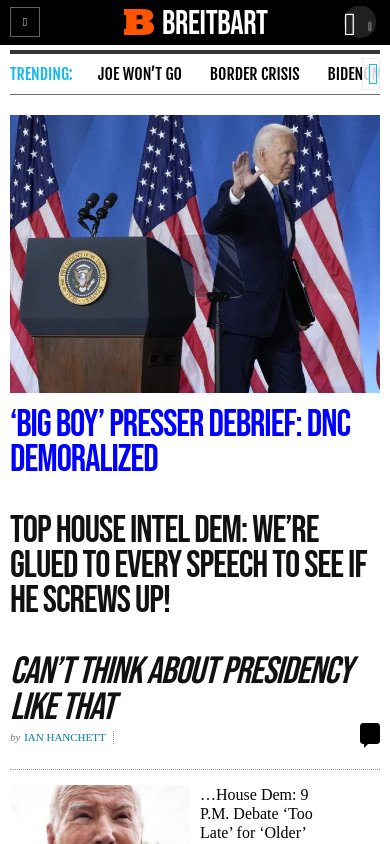 BREITBART
TRENDING:
JOE WON'T GO
BORDER CRISIS
‘BIG BOY’ PRESSER DEBRIEF: DNC
DEMORALIZED
TOP HOUSE INTEL DEM: WE’RE
GLUED TO EVERY SPEECH TO SEE IF
HE SCREWS UP!
CAN’T THINK ABOUT PRESIDENCY
LIKE THAT
by IAN HANCHETT
…House Dem: 9
P.M. Debate ‘Too
Late’ for ‘Older’